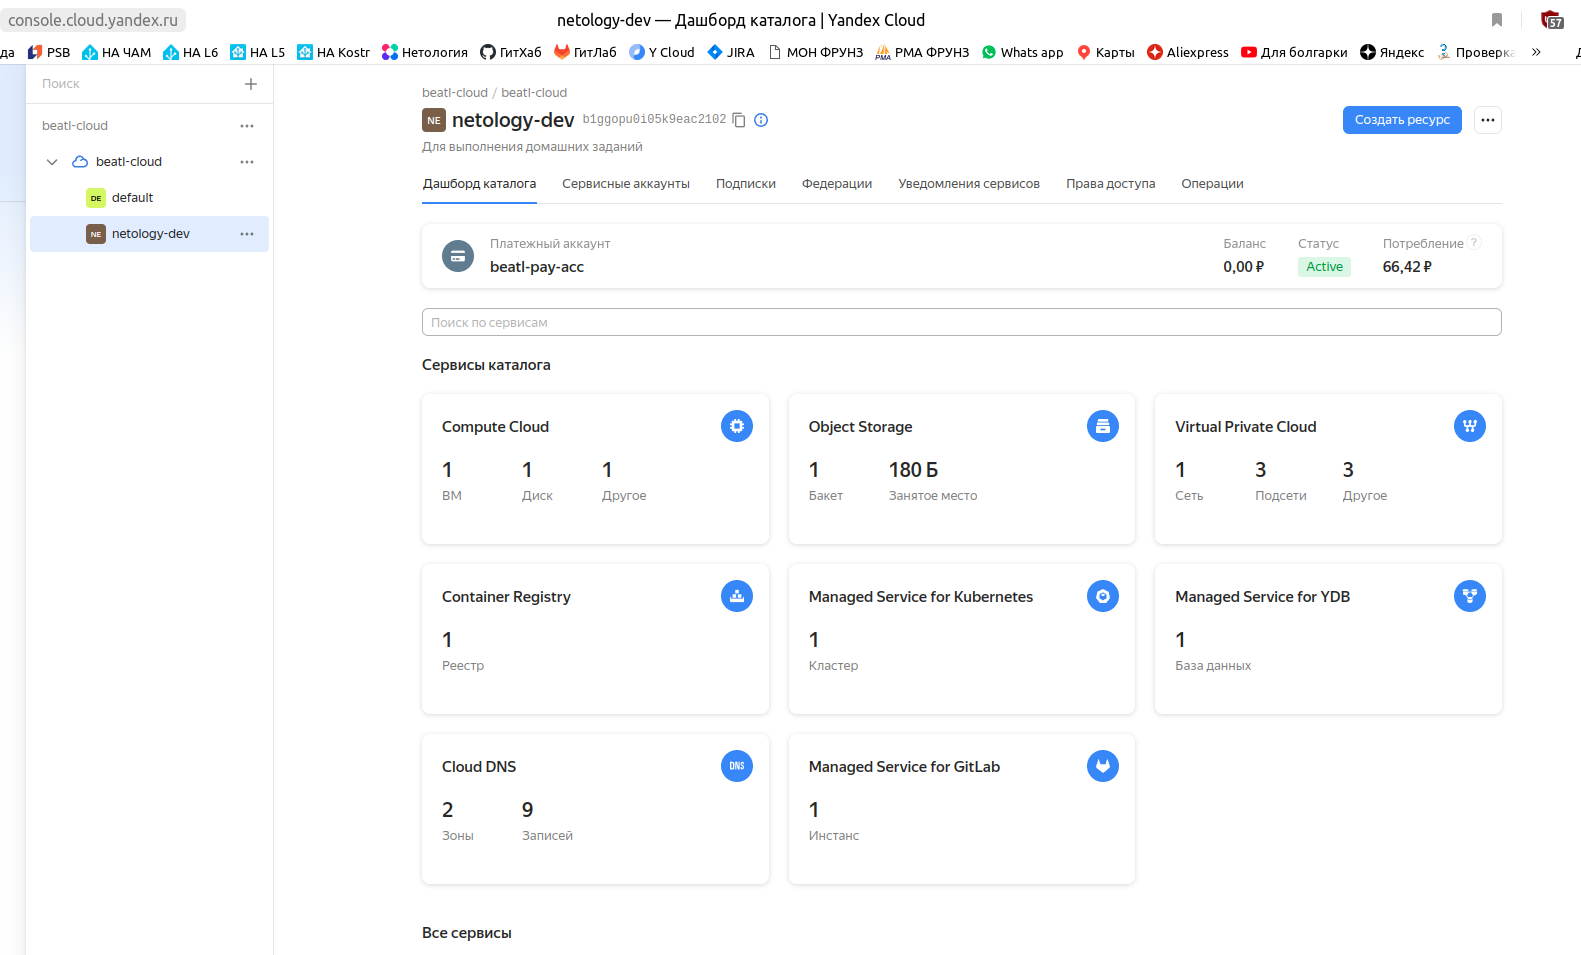 console.cloud.yandex.ru
netology-dev — Дашборд каталога | Yandex Cloud
57
да PSB НА ЧАМ НА L6 НА L5 НА Kostr Нетология ГитХаб ГитЛаб Y Cloud JIRA МОН ФРУНЗ РМА ФРУНЗ Whats app Карты Aliexpress Для болгарки Яндекс Проверка »
Поиск
beatl-cloud
beatl-cloud
DE default
NE netology-dev
beatl-cloud / beatl-cloud
NE netology-dev b1ggopu0i05k9eac2102
Создать ресурс
Для выполнения домашних заданий
Дашборд каталога Сервисные аккаунты Подписки Федерации Уведомления сервисов Права доступа Операции
Платежный аккаунт Баланс Статус Потребление ?
beatl-pay-acc 0,00 ₽ Active 66,42 ₽
Поиск по сервисам
Сервисы каталога
Compute Cloud
1 1 1
ВМ Диск Другое
Object Storage
1 180 Б
Бакет Занятое место
Virtual Private Cloud
1 3 3
Сеть Подсети Другое
Container Registry
1
Реестр
Managed Service for Kubernetes
1
Кластер
Managed Service for YDB
1
База данных
Cloud DNS
DNS
2 9
Зоны Записей
Managed Service for GitLab
1
Инстанс
Все сервисы